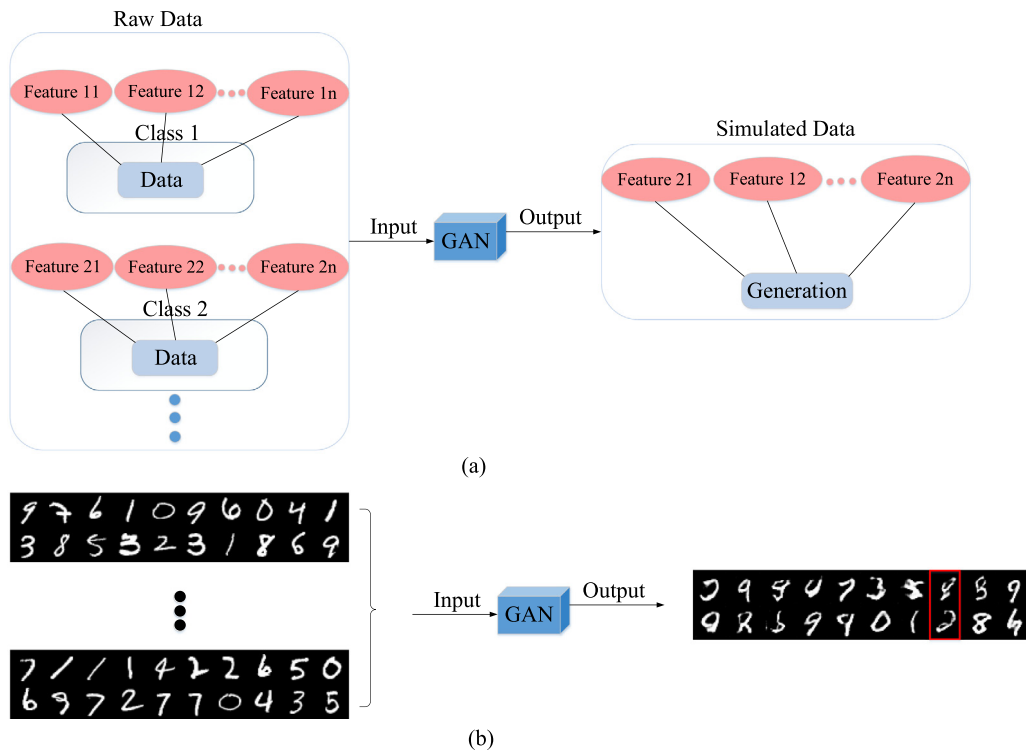 Raw Data
Feature 11 Feature 12 Feature 1n
Class 1
Data
Feature 21 Feature 22 Feature 2n
Class 2
Data
Input
GAN
Output
Simulated Data
Feature 21 Feature 12 Feature 2n
Generation
(a)
9 7 6 1 0 9 6 0 4 1
3 8 5 3 2 3 1 8 6 9
7 1 1 1 4 2 2 6 5 0
6 9 7 2 7 7 0 4 3 5
Input
GAN
Output
(b)